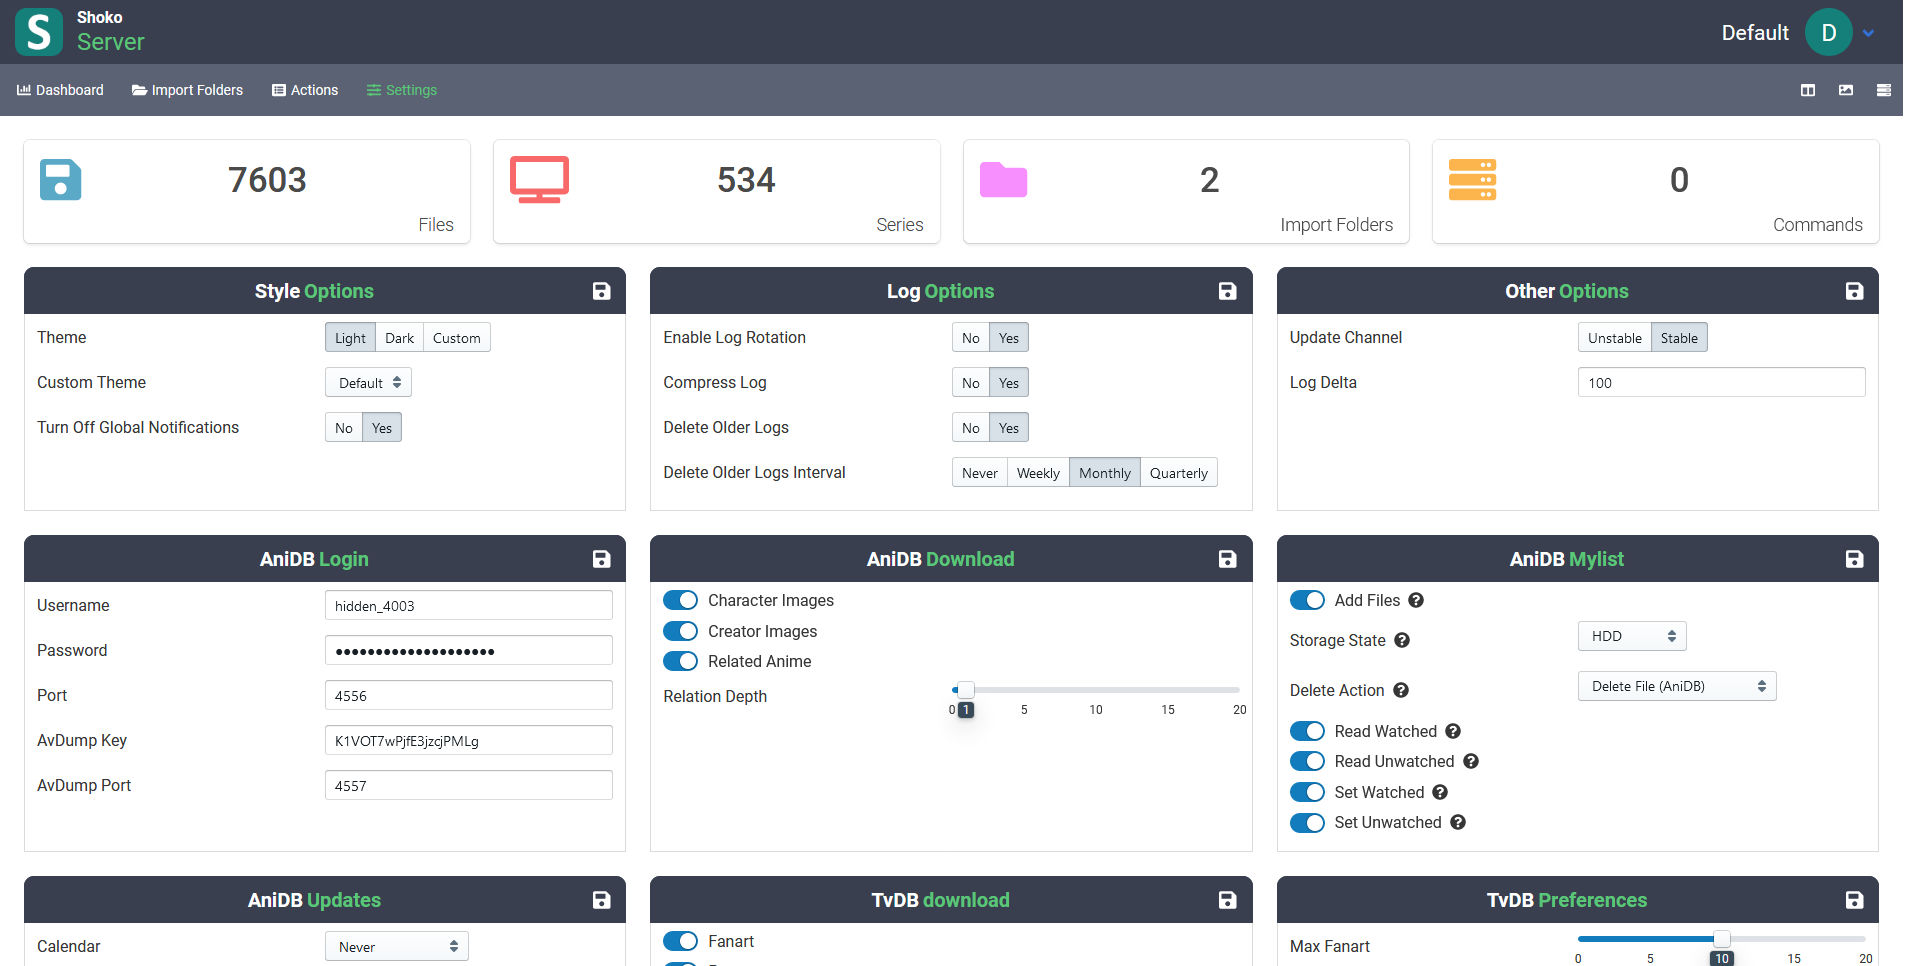 S
Shoko
Server
Default
D
Dashboard
Import Folders
Actions
Settings
7603
Files
534
Series
2
Import Folders
0
Commands
Style Options
Theme
Light Dark Custom
Custom Theme
Default
Turn Off Global Notifications
No Yes
Log Options
Enable Log Rotation
No Yes
Compress Log
No Yes
Delete Older Logs
No Yes
Delete Older Logs Interval
Never Weekly Monthly Quarterly
Other Options
Update Channel
Unstable Stable
Log Delta
100
AniDB Login
Username
hidden_4003
Password
●●●●●●●●●●●●●●●●●●●●
Port
4556
AvDump Key
K1VOT7wPjfE3jzcjPMLg
AvDump Port
4557
AniDB Download
Character Images
Creator Images
Related Anime
Relation Depth
0 1 5 10 15 20
AniDB Mylist
Add Files ?
Storage State ?
HDD
Delete Action ?
Delete File (AniDB)
Read Watched ?
Read Unwatched ?
Set Watched ?
Set Unwatched ?
AniDB Updates
Calendar
Never
TvDB download
Fanart
TvDB Preferences
Max Fanart
0 5 10 15 20